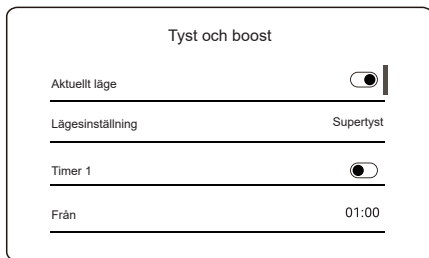 Tyst och boost
Aktuellt läge
Lägesinställning Supertyst
Timer 1
Från 01:00